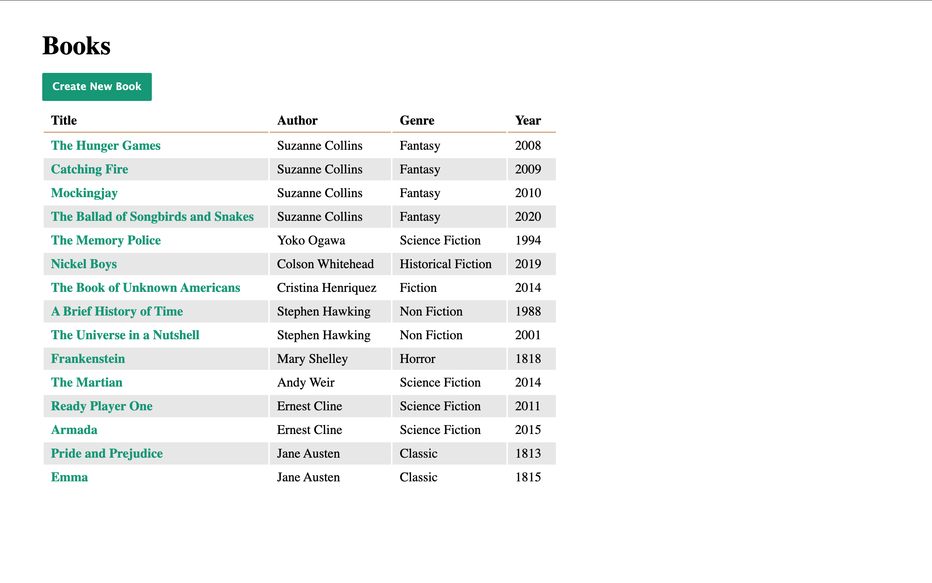 Books
Create New Book
Title Author Genre Year
The Hunger Games Suzanne Collins Fantasy 2008
Catching Fire Suzanne Collins Fantasy 2009
Mockingjay Suzanne Collins Fantasy 2010
The Ballad of Songbirds and Snakes Suzanne Collins Fantasy 2020
The Memory Police Yoko Ogawa Science Fiction 1994
Nickel Boys Colson Whitehead Historical Fiction 2019
The Book of Unknown Americans Cristina Henriquez Fiction 2014
A Brief History of Time Stephen Hawking Non Fiction 1988
The Universe in a Nutshell Stephen Hawking Non Fiction 2001
Frankenstein Mary Shelley Horror 1818
The Martian Andy Weir Science Fiction 2014
Ready Player One Ernest Cline Science Fiction 2011
Armada Ernest Cline Science Fiction 2015
Pride and Prejudice Jane Austen Classic 1813
Emma Jane Austen Classic 1815